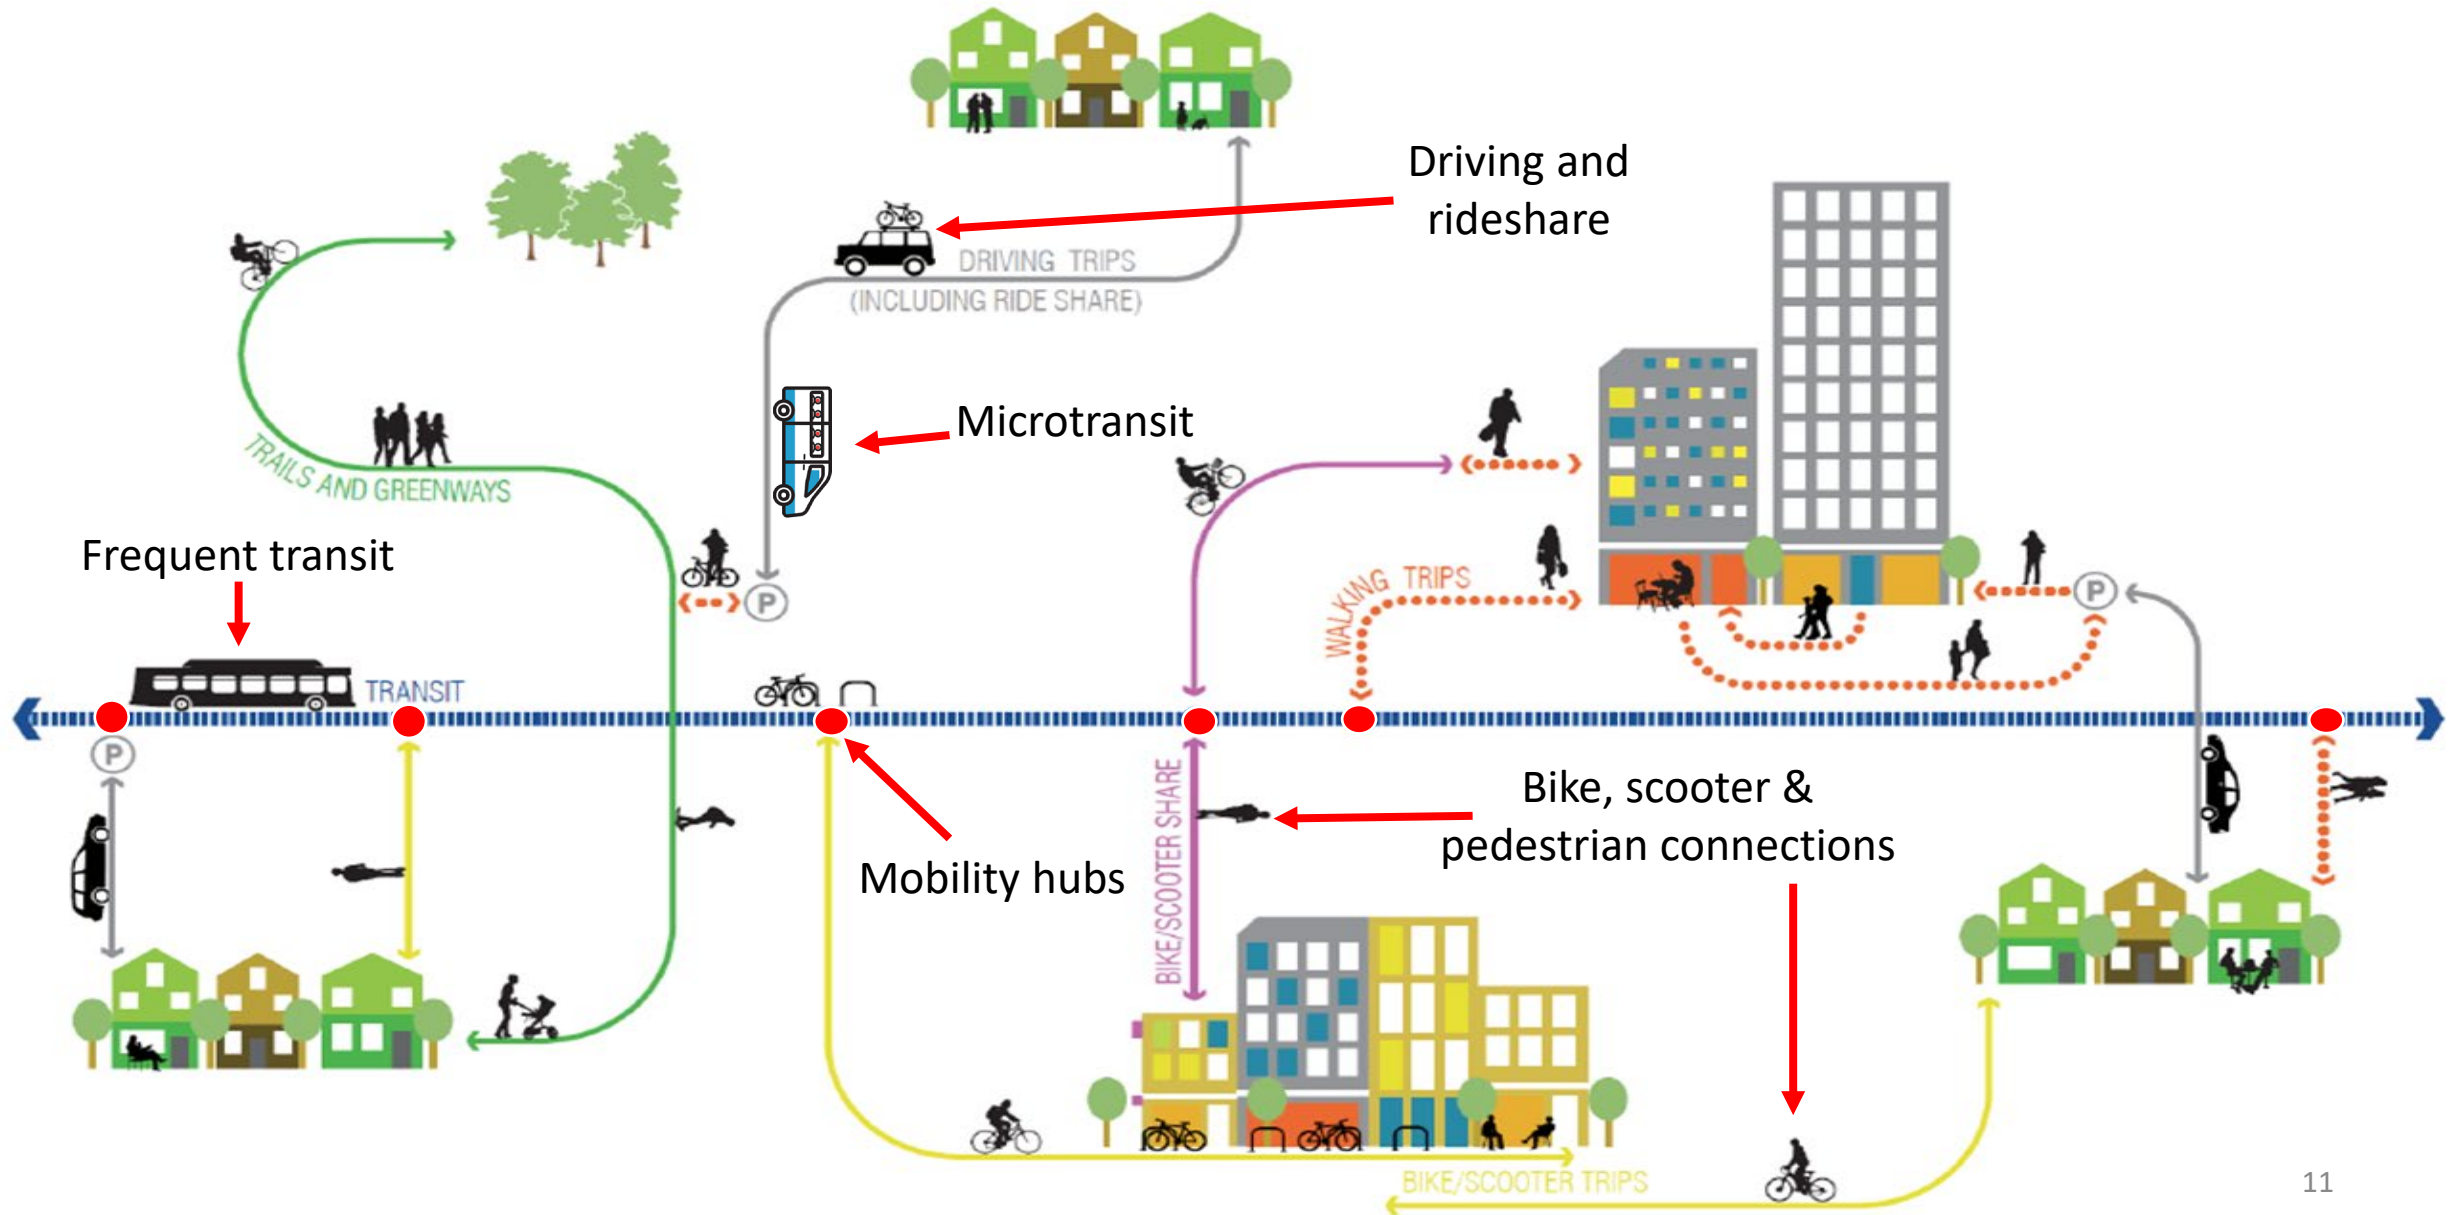 Driving and
rideshare
DRIVING TRIPS
(INCLUDING RIDE SHARE)
Microtransit
TRAILS AND GREENWAYS
Frequent transit
P
WALKING TRIPS
P
TRANSIT
P
BIKE/SCOOTER SHARE
Bike, scooter &
pedestrian connections
Mobility hubs
BIKE/SCOOTER TRIPS
11